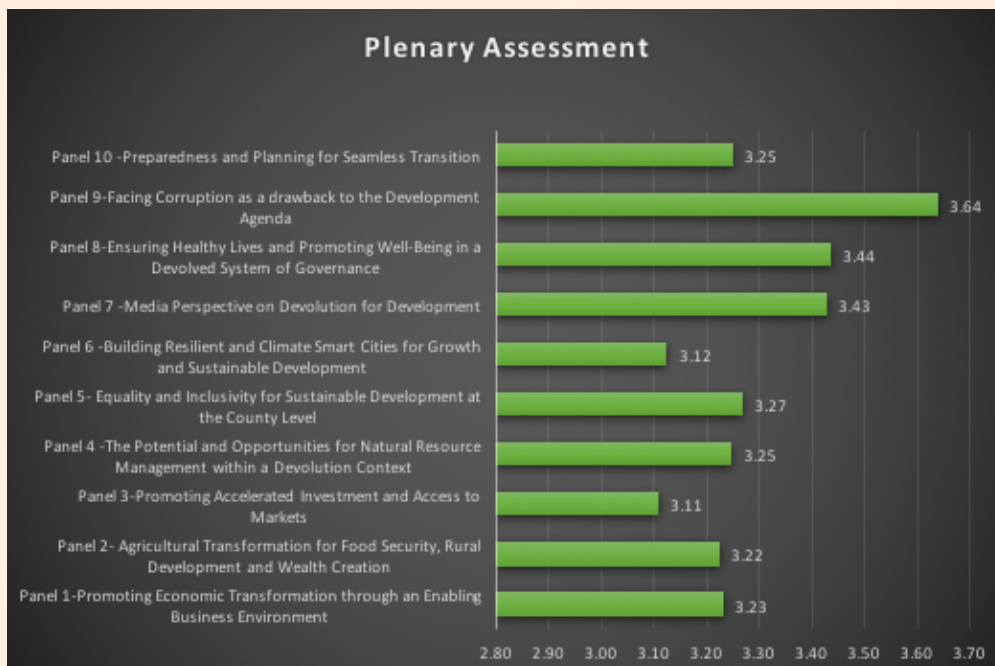 Plenary Assessment
Panel 10 -Preparedness and Planning for Seamless Transition
3.25
Panel 9-Facing Corruption as a drawback to the Development
Agenda
3.64
Panel 8-Ensuring Healthy Lives and Promoting Well-Being in a
Devolved System of Governance
3.44
Panel 7 -Media Perspective on Devolution for Development
3.43
Panel 6 -Building Resilient and Climate Smart Cities for Growth
and Sustainable Development
3.12
Panel 5- Equality and Inclusivity for Sustainable Development at
the County Level
3.27
Panel 4 -The Potential and Opportunities for Natural Resource
Management within a Devolution Context
3.25
Panel 3-Promoting Accelerated Investment and Access to
Markets
3.11
Panel 2- Agricultural Transformation for Food Security, Rural
Development and Wealth Creation
3.22
Panel 1-Promoting Economic Transformation through an Enabling
Business Environment
3.23
2.80 2.90 3.00 3.10 3.20 3.30 3.40 3.50 3.60 3.70